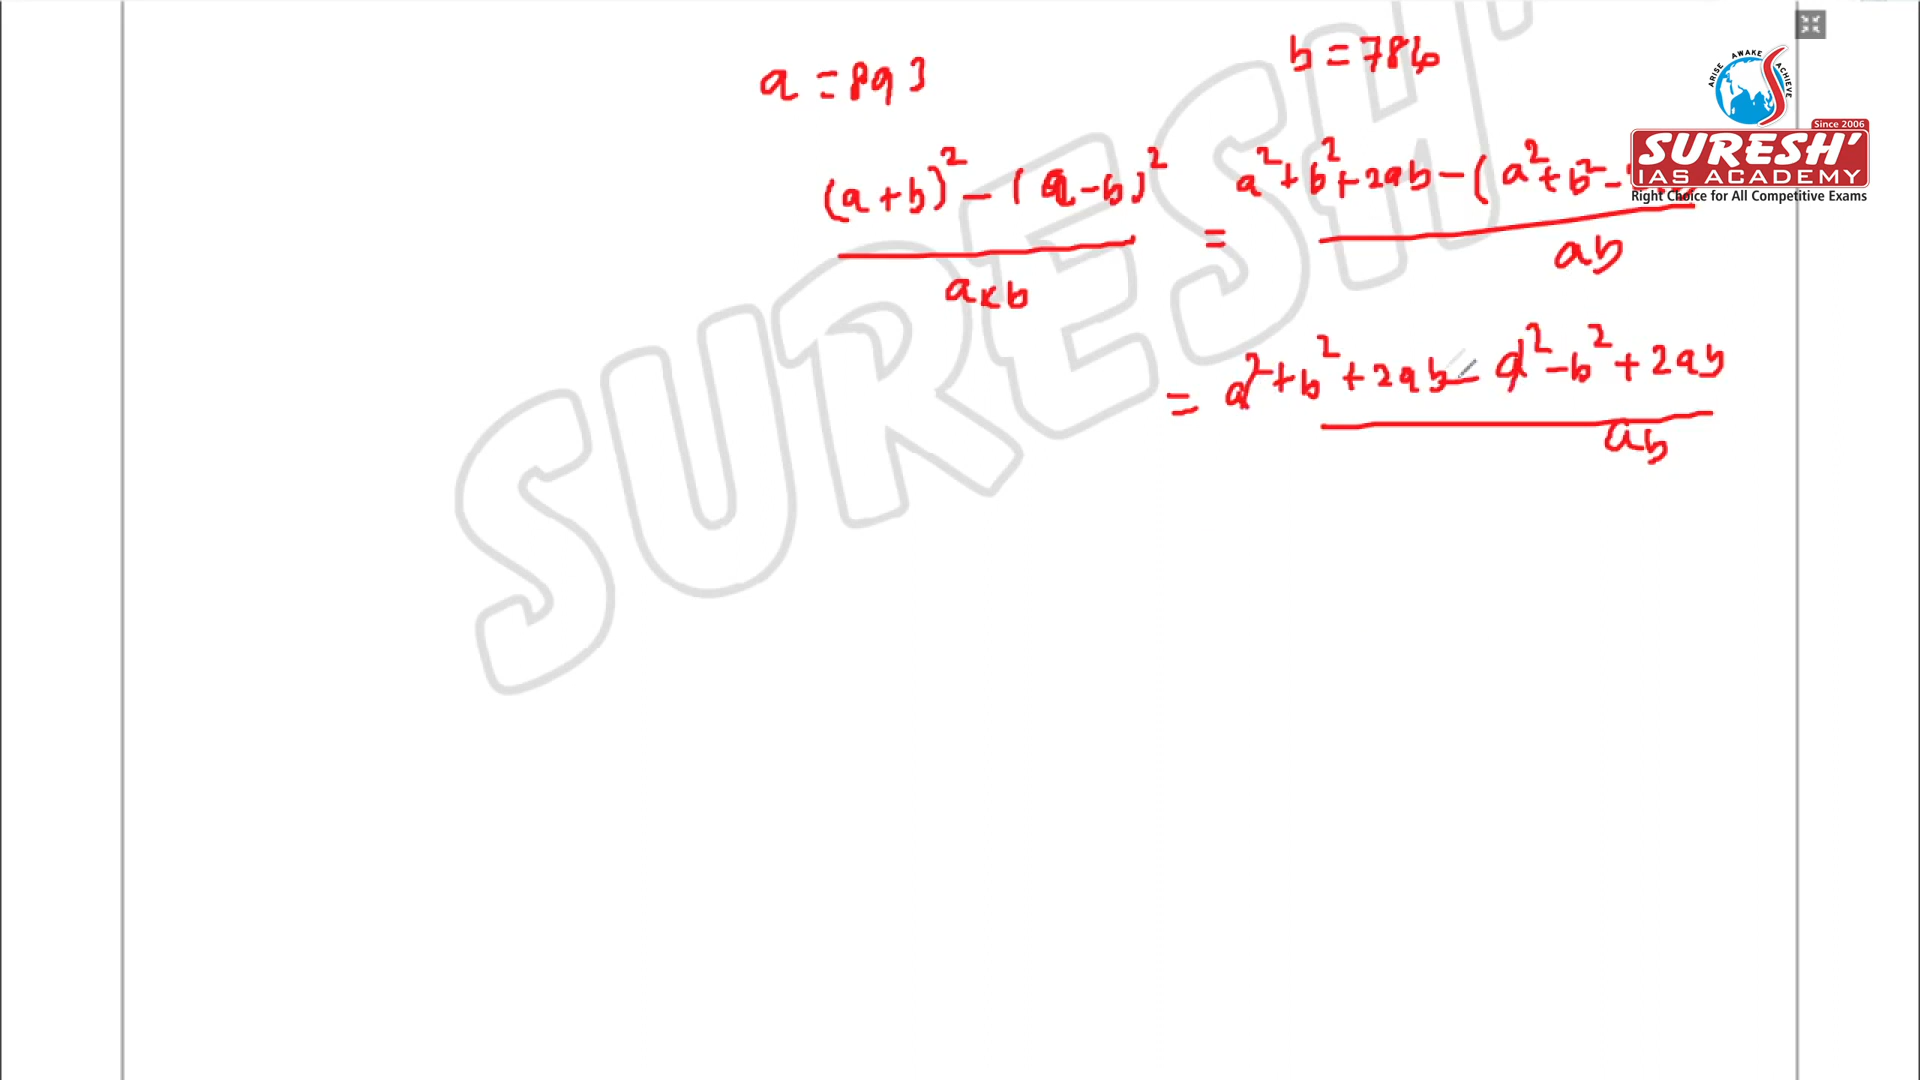 a = 893
b = 786
(a+b)² - (a-b)² / a×b = a²+b²+2ab-(a²+b²- / ab
= a²+b²+2ab-a²-b²+2ab / ab
ARISE AWAKE ACHIEVE
Since 2006
SURESH'
IAS ACADEMY
Right Choice for All Competitive Exams
SURESH'